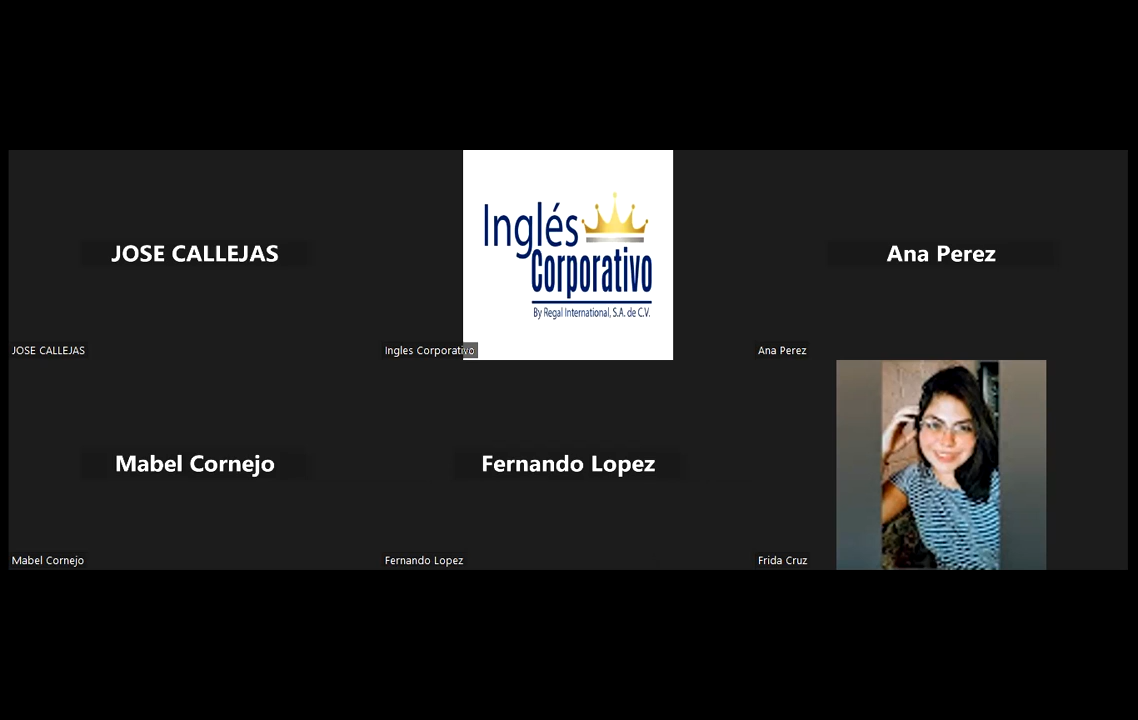 JOSE CALLEJAS
JOSE CALLEJAS
Inglés
Corporativo
By Regal International, S.A. de C.V.
Ingles Corporativo
Ana Perez
Ana Perez
Mabel Cornejo
Mabel Cornejo
Fernando Lopez
Fernando Lopez
Frida Cruz